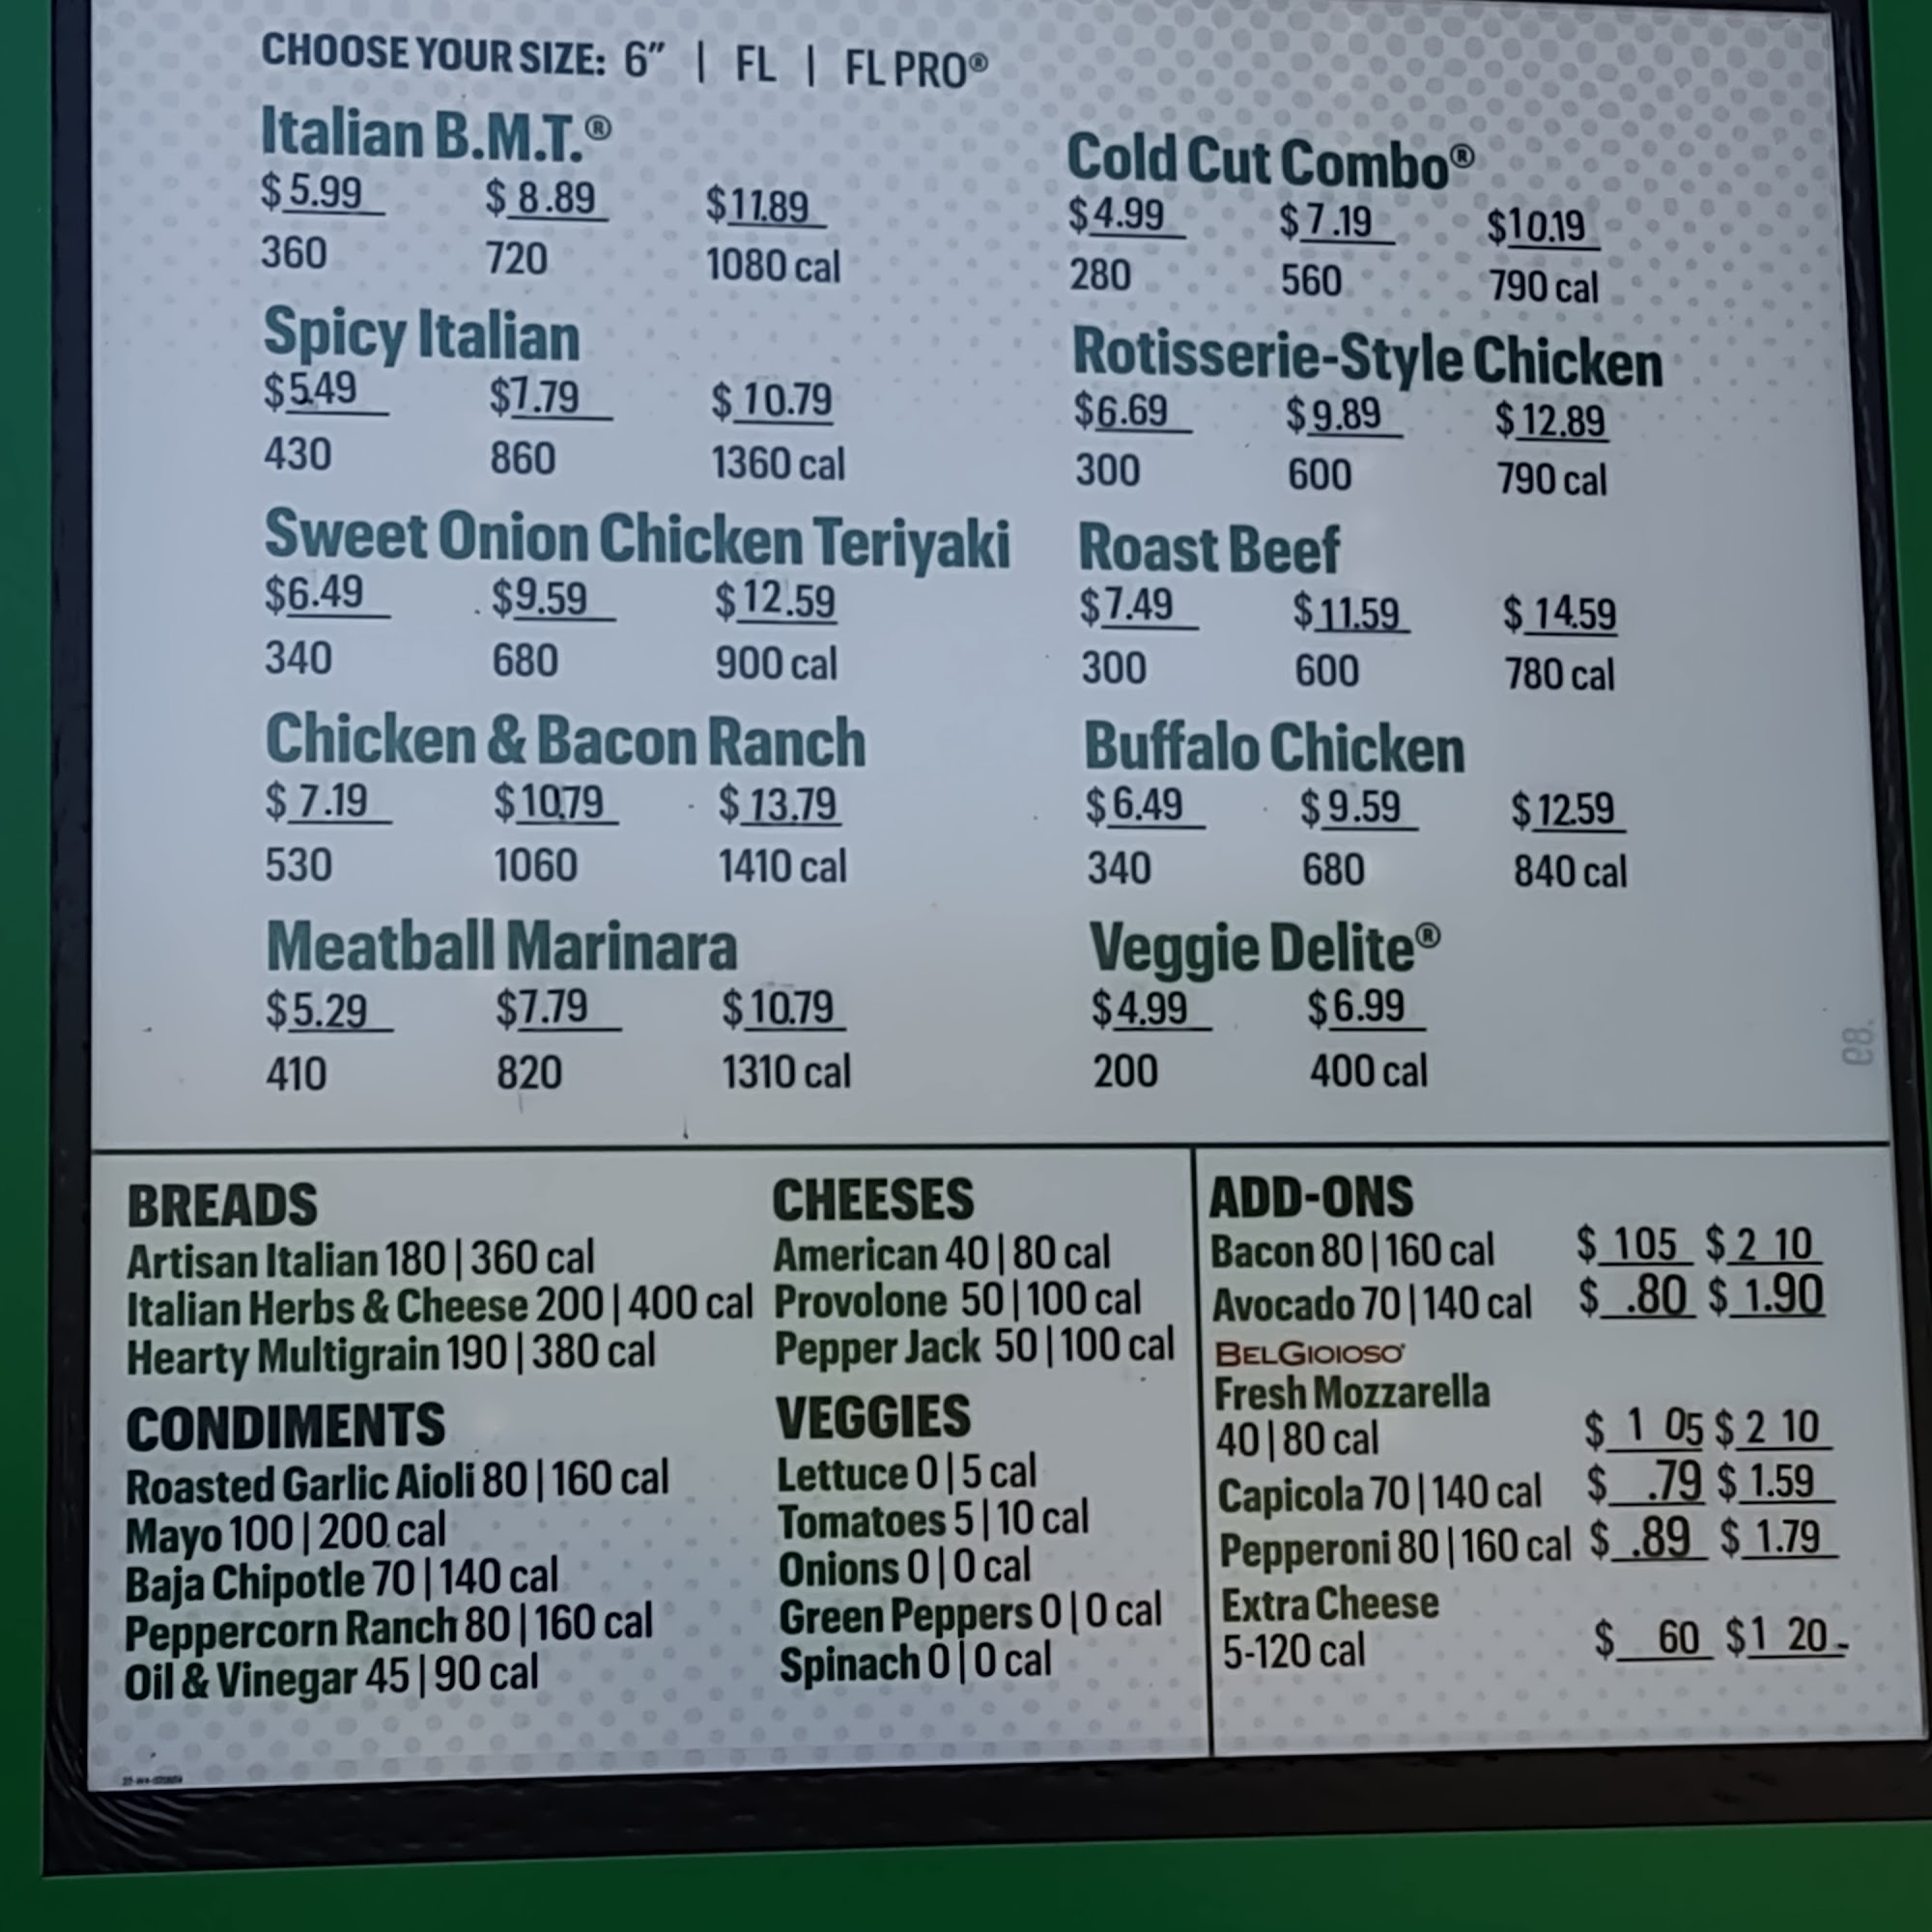 CHOOSE YOUR SIZE: 6" | FL | FL PRO®
Italian B.M.T.®
$5.99 $8.89 $11.89
360 720 1080 cal
Spicy Italian
$5.49 $7.79 $10.79
430 860 1360 cal
Sweet Onion Chicken Teriyaki
$6.49 $9.59 $12.59
340 680 900 cal
Chicken & Bacon Ranch
$7.19 $10.79 $13.79
530 1060 1410 cal
Meatball Marinara
$5.29 $7.79 $10.79
410 820 1310 cal
Cold Cut Combo®
$4.99 $7.19 $10.19
280 560 790 cal
Rotisserie-Style Chicken
$6.69 $9.89 $12.89
300 600 790 cal
Roast Beef
$7.49 $11.59 $14.59
300 600 780 cal
Buffalo Chicken
$6.49 $9.59 $12.59
340 680 840 cal
Veggie Delite®
$4.99 $6.99
200 400 cal
BREADS
Artisan Italian 180|360 cal
Italian Herbs & Cheese 200|400 cal
Hearty Multigrain 190|380 cal
CONDIMENTS
Roasted Garlic Aioli 80|160 cal
Mayo 100|200 cal
Baja Chipotle 70|140 cal
Peppercorn Ranch 80|160 cal
Oil & Vinegar 45|90 cal
CHEESES
American 40|80 cal
Provolone 50|100 cal
Pepper Jack 50|100 cal
VEGGIES
Lettuce 0|5 cal
Tomatoes 5|10 cal
Onions 0|0 cal
Green Peppers 0|0 cal
Spinach 0|0 cal
ADD-ONS
Bacon 80|160 cal $ 105 $ 2 10
Avocado 70|140 cal $ .80 $ 1.90
BELGIOIOSO®
Fresh Mozzarella
40|80 cal $ 1 05 $ 2 10
Capicola 70|140 cal $ .79 $ 1.59
Pepperoni 80|160 cal $ .89 $ 1.79
Extra Cheese
5-120 cal $ 60 $1 20